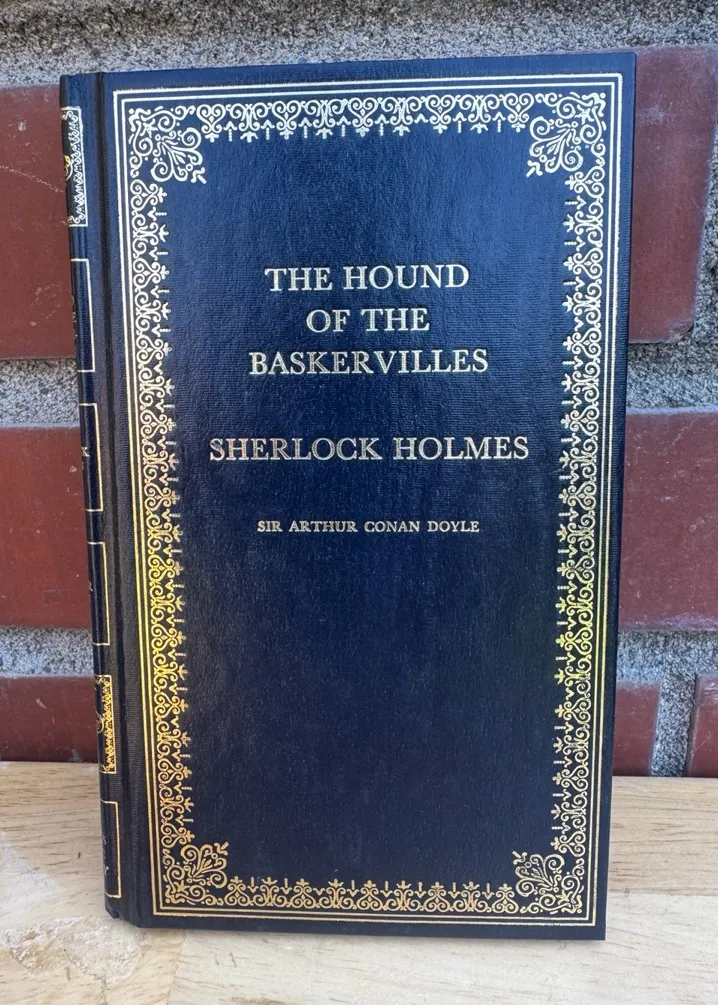 THE HOUND
OF THE
BASKERVILLES
SHERLOCK HOLMES
SIR ARTHUR CONAN DOYLE